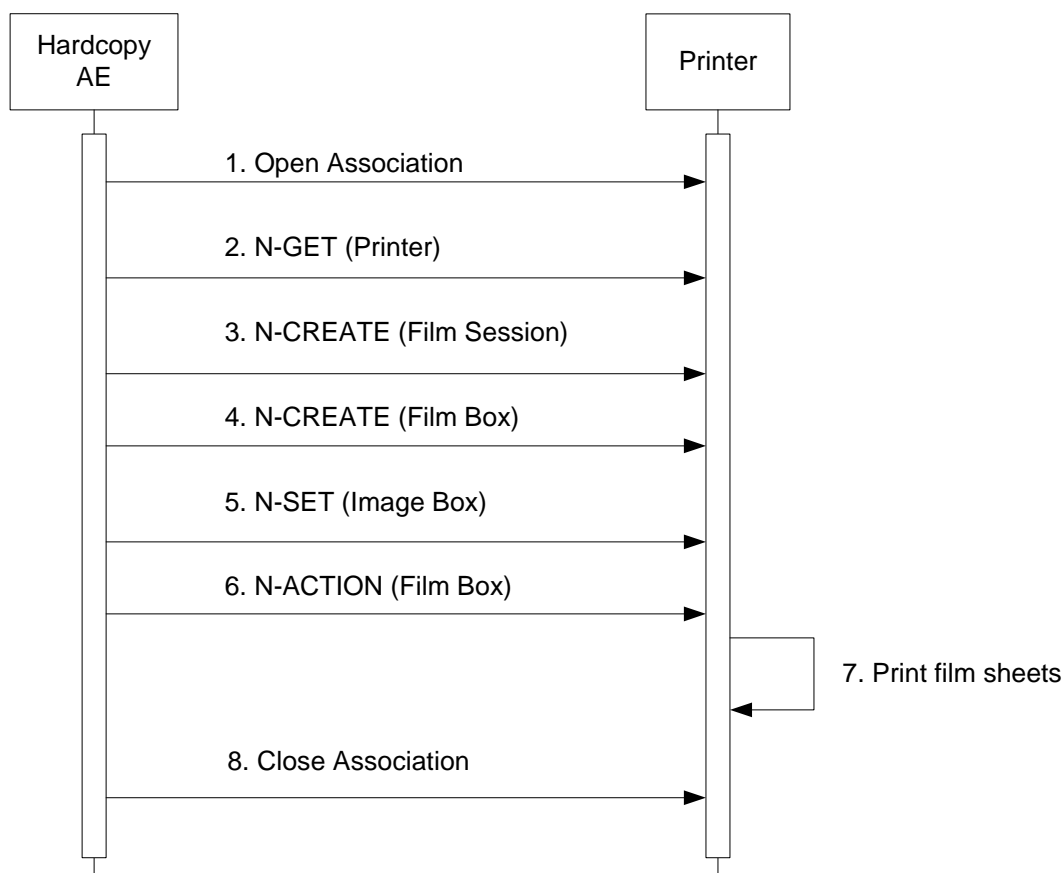 Hardcopy
AE
Printer
1. Open Association
2. N-GET (Printer)
3. N-CREATE (Film Session)
4. N-CREATE (Film Box)
5. N-SET (Image Box)
6. N-ACTION (Film Box)
7. Print film sheets
8. Close Association